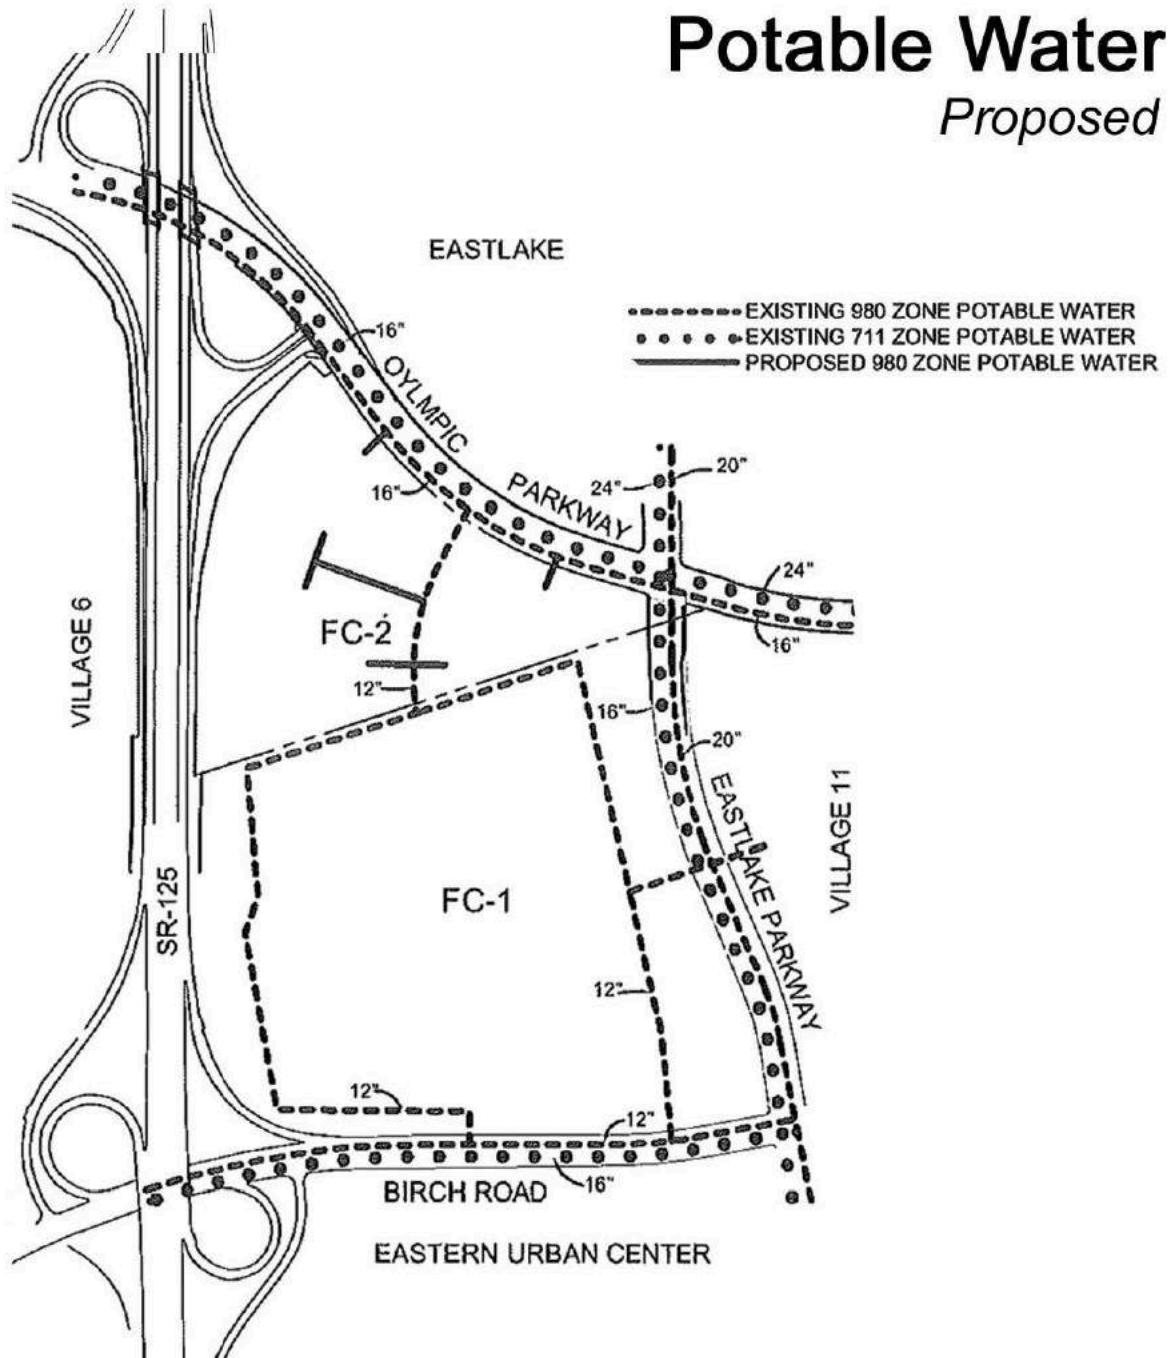 Potable Water
Proposed
EASTLAKE
EXISTING 980 ZONE POTABLE WATER
EXISTING 711 ZONE POTABLE WATER
PROPOSED 980 ZONE POTABLE WATER
16"
OYLMPIC
PARKWAY
20"
24"
16"
24"
16"
FC-2
VILLAGE 6
12"
16"
20"
EASTLAKE PARKWAY
VILLAGE 11
FC-1
SR-125
12"
12"
12"
16"
BIRCH ROAD
EASTERN URBAN CENTER